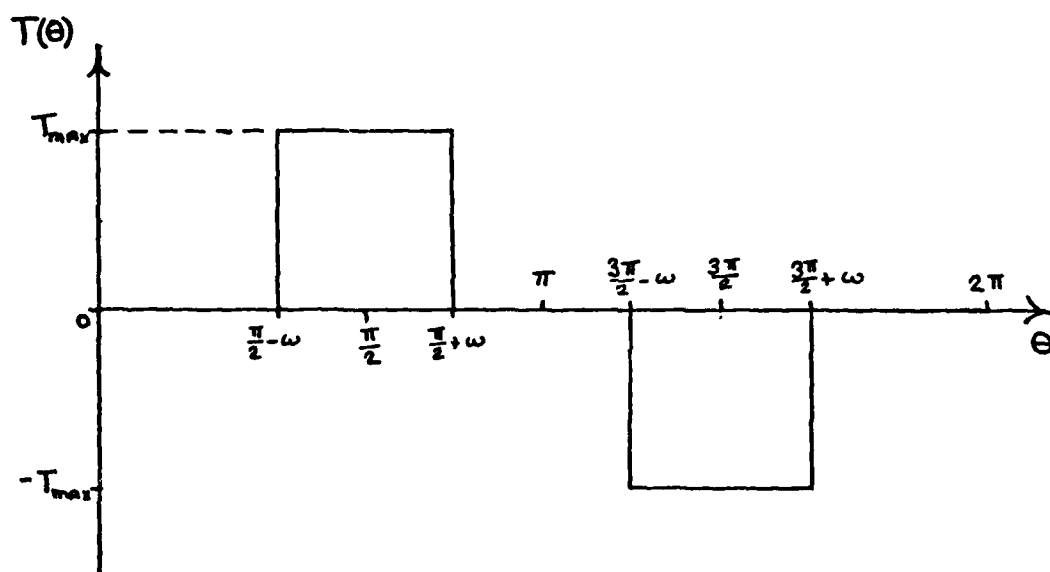 T(θ)
Tmax
π
3π/2 - ω
3π/2
3π/2 + ω
2π
0
π/2 - ω
π/2
π/2 + ω
θ
-Tmax